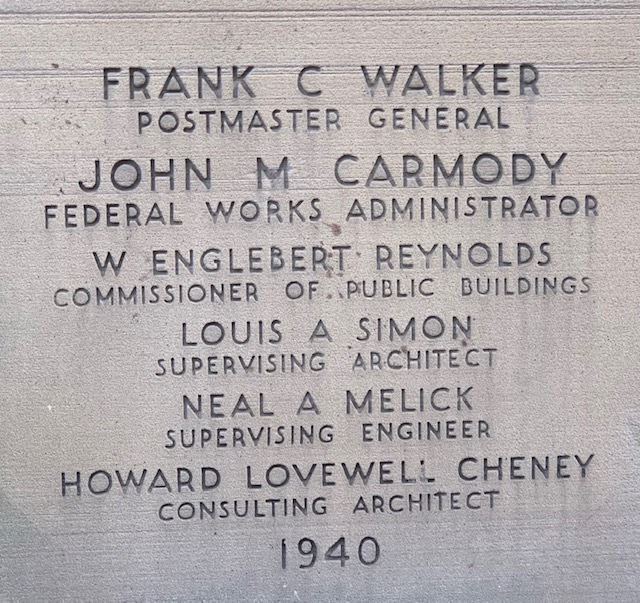 FRANK C WALKER
POSTMASTER GENERAL
JOHN M CARMODY
FEDERAL WORKS ADMINISTRATOR
W ENGLEBERT REYNOLDS
COMMISSIONER OF PUBLIC BUILDINGS
LOUIS A SIMON
SUPERVISING ARCHITECT
NEAL A MELICK
SUPERVISING ENGINEER
HOWARD LOVEWELL CHENEY
CONSULTING ARCHITECT
1940